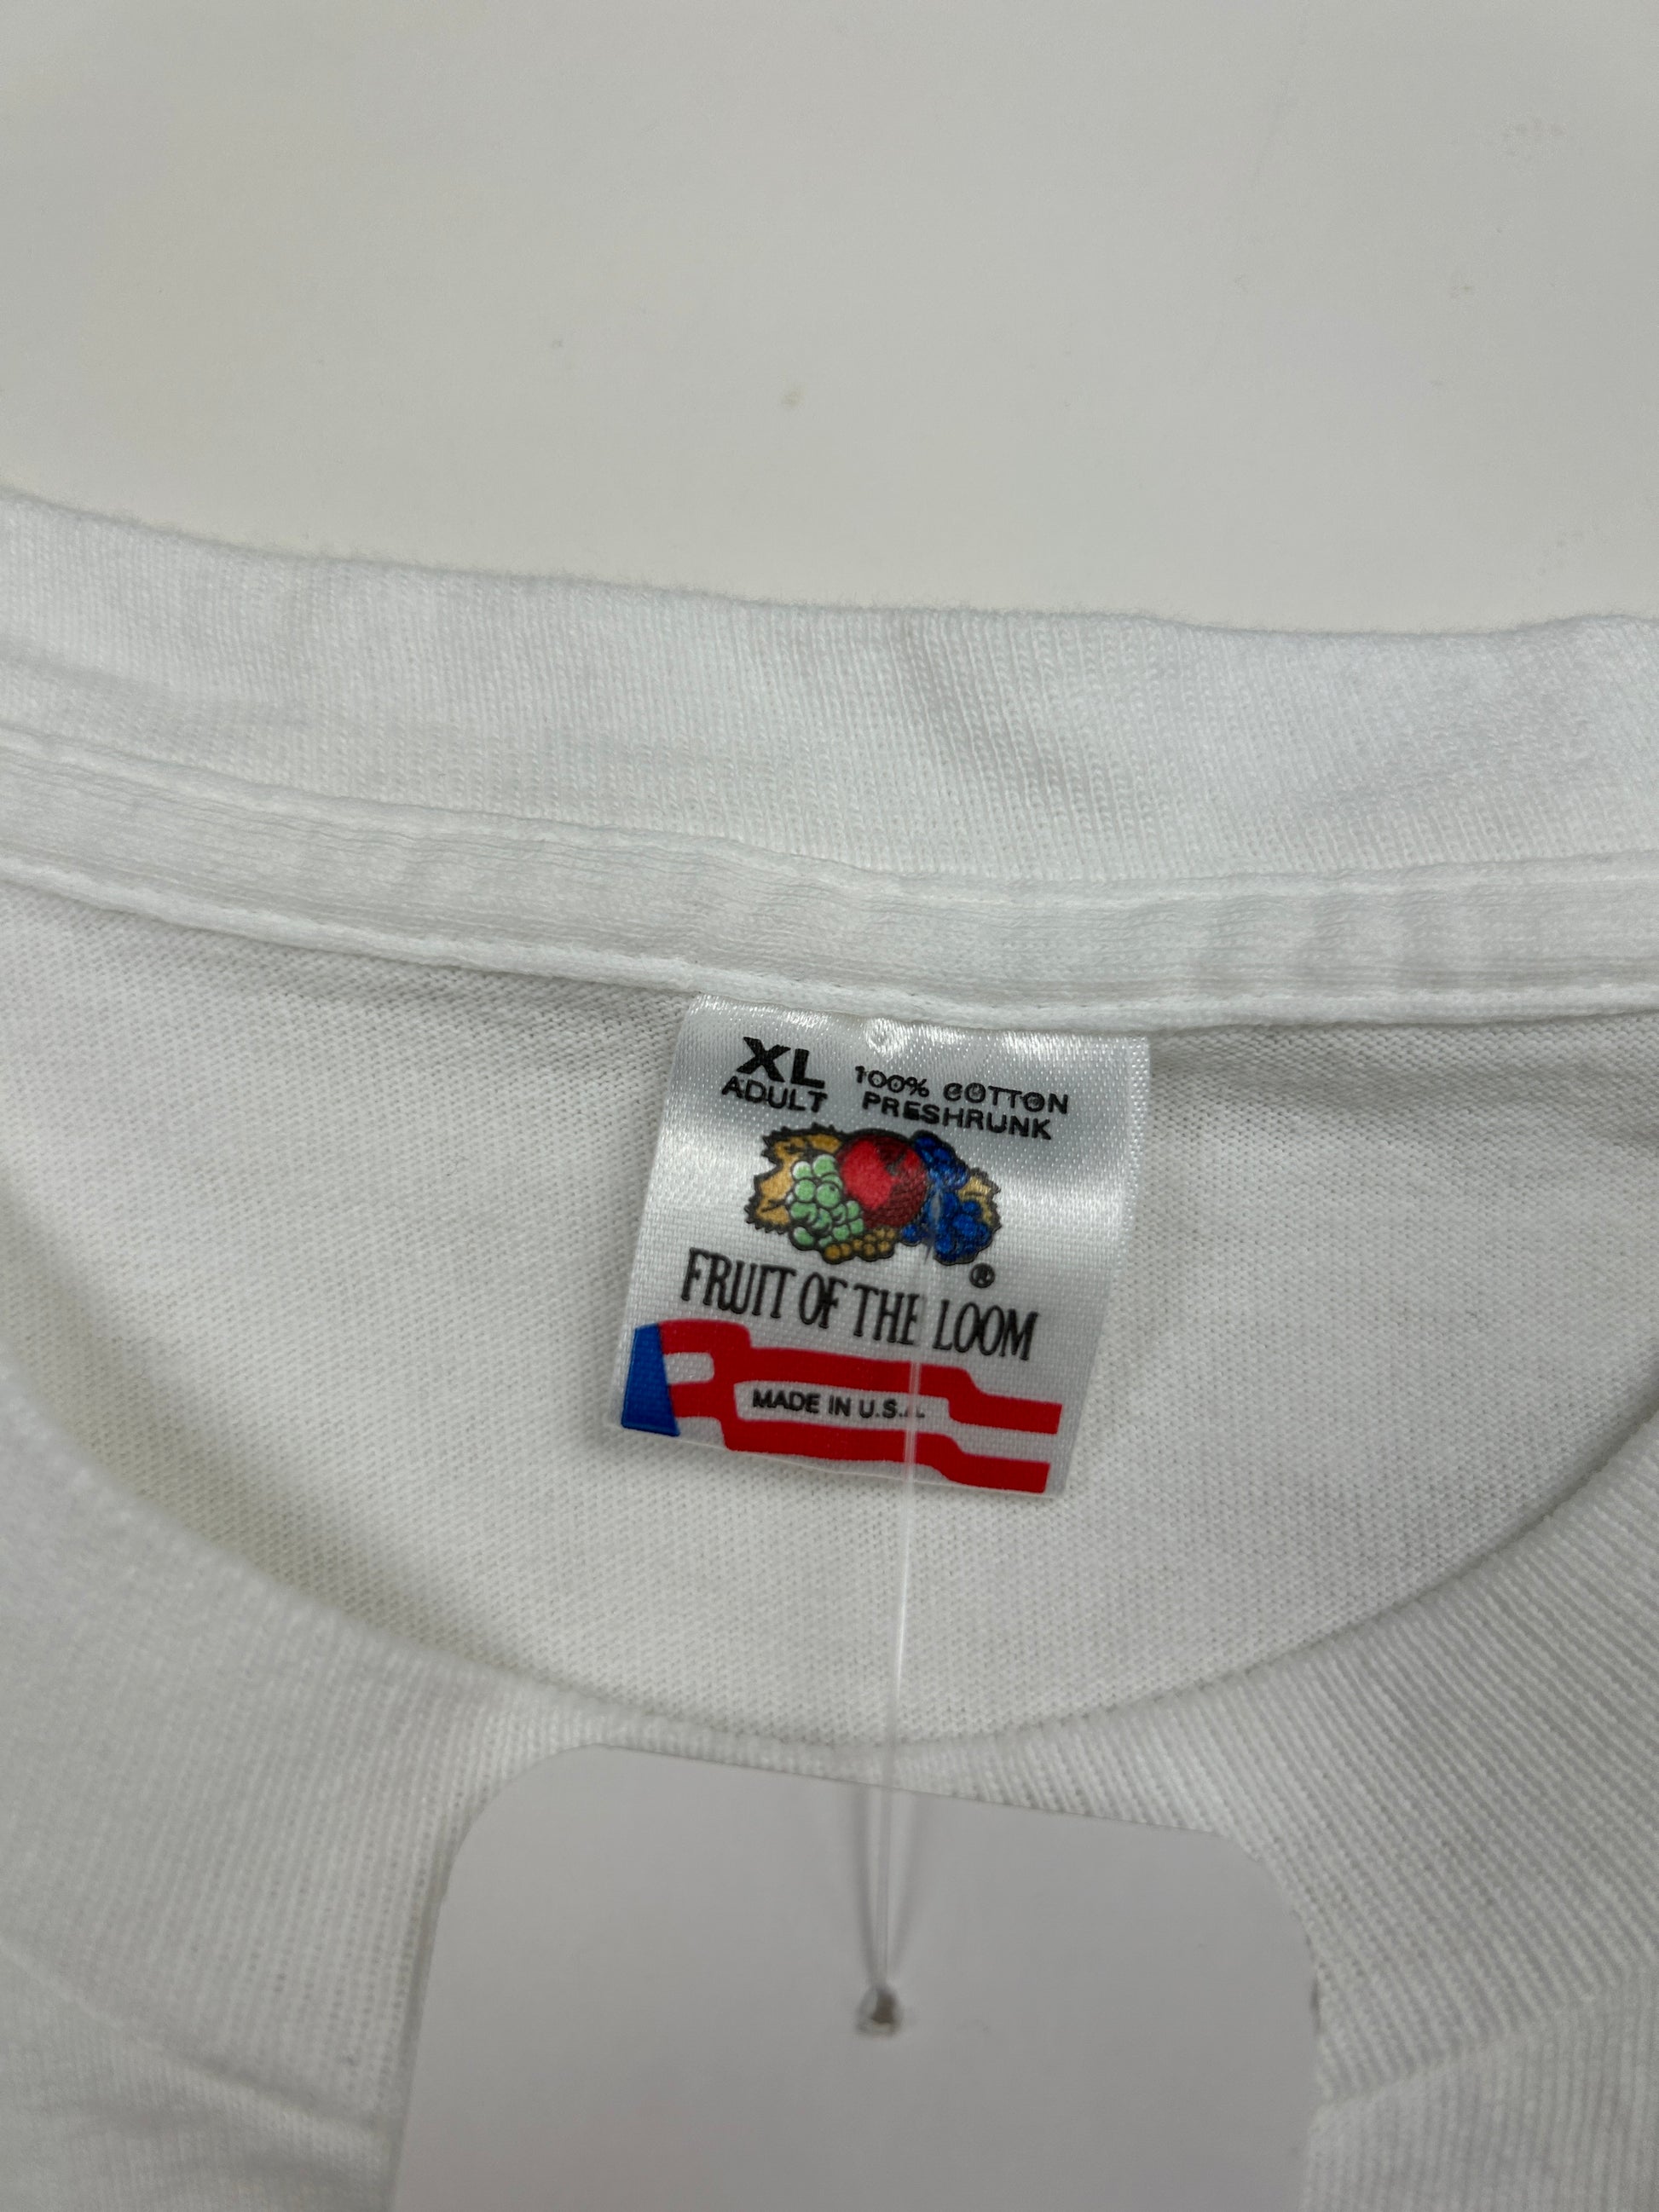 XL 100% COTTON
ADULT PRESHRUNK
®
FRUIT OF THE LOOM
MADE IN U.S.A.